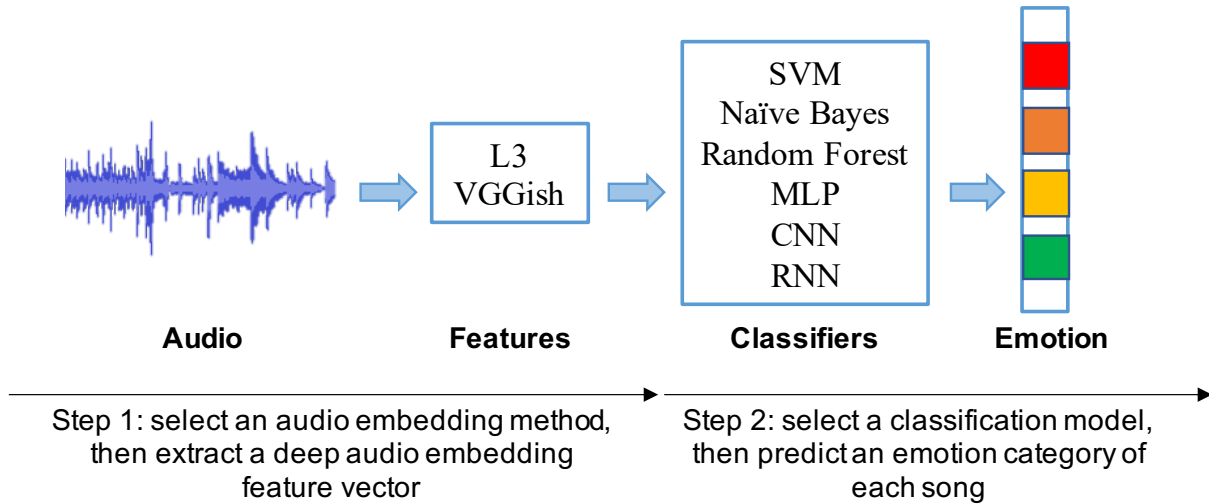 L3
VGGish
SVM
Naïve Bayes
Random Forest
MLP
CNN
RNN
Audio
Features
Classifiers
Emotion
Step 1: select an audio embedding method,
then extract a deep audio embedding
feature vector
Step 2: select a classification model,
then predict an emotion category of
each song